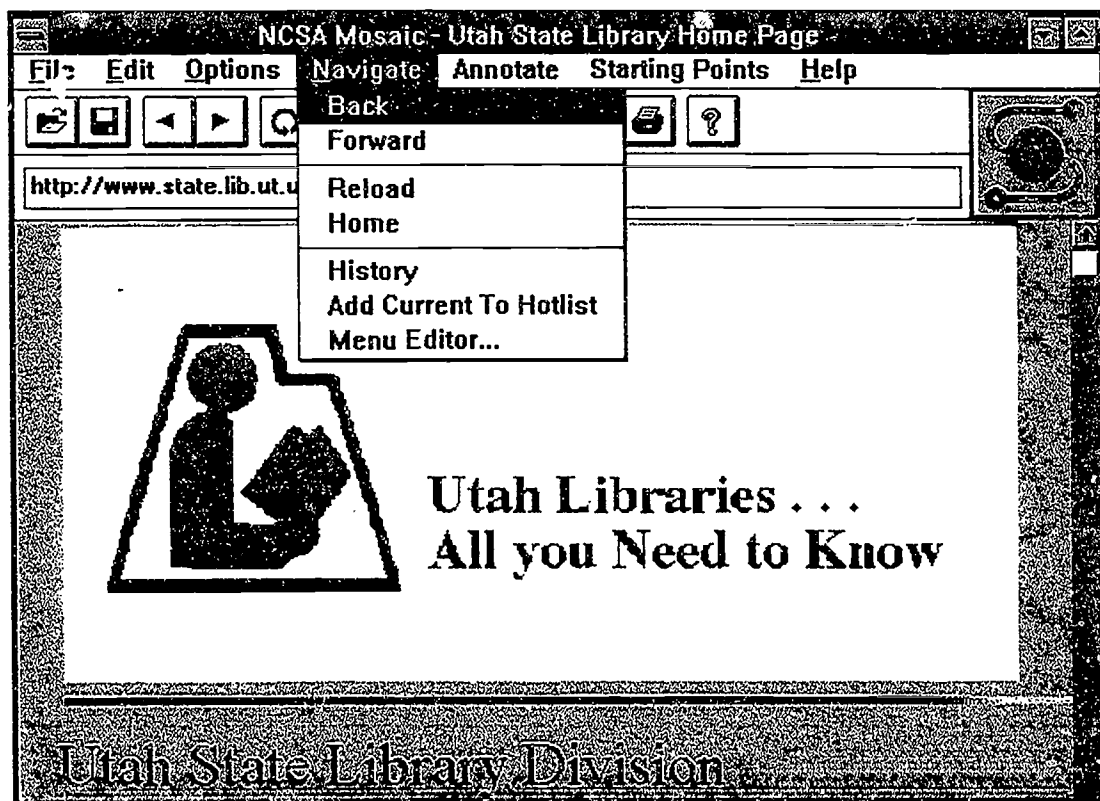 NCSA Mosaic - Utah State Library Home Page
File Edit Options Navigate Annotate Starting Points Help
Back
Forward
http://www.state.lib.ut.u
Reload
Home
History
Add Current To Hotlist
Menu Editor...
Utah Libraries . . .
All you Need to Know
Utah State Library Division